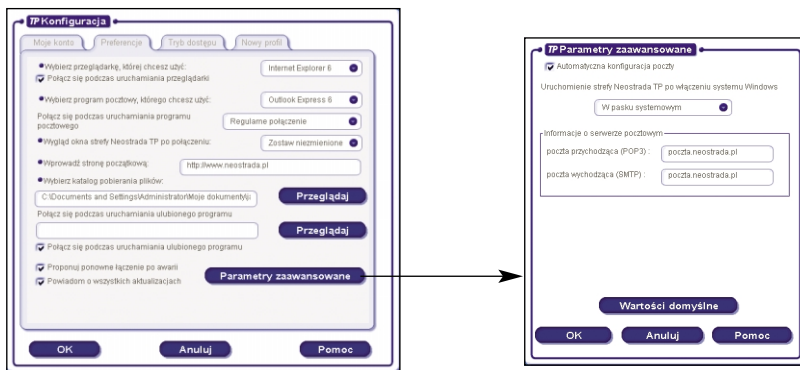 TP Konfiguracja
Moje konta
Preferencje
Tryb dostępu
Nowy profil
Wybierz przeglądarkę, której chcesz użyć:
Internet Explorer 6
Połącz się podczas uruchamiania przeglądarki
Wybierz program pocztowy, którego chcesz użyć:
Outlook Express 6
Połącz się podczas uruchamiania programu
pocztowego
Regularne połączenie
Wygląd okna strefy Neostrada TP po połączeniu:
Zostaw niezmienione
Wprowadź stronę początkową:
http://www.neostrada.pl
Wybierz katalog pobierania plików:
C:\Documents and Settings\Administrator\Moje dokumenty\
Przeglądaj
Połącz się podczas uruchamiania ulubionego programu
Przeglądaj
Połącz się podczas uruchamiania ulubionego programu
Proponuj ponowne łączenie po awarii
Powiadom o wszystkich aktualizacjach
Parametry zaawansowane
OK
Anuluj
Pomoc
TP Parametry zaawansowane
Automatyczna konfiguracja poczty
Uruchomienie strefy Neostrada TP po włączeniu systemu Windows
W pasku systemowym
Informacje o serwerze pocztowym
poczta przychodząca (POP3) :
poczta.neostrada.pl
poczta wychodząca (SMTP) :
poczta.neostrada.pl
Wartości domyślne
OK
Anuluj
Pomoc